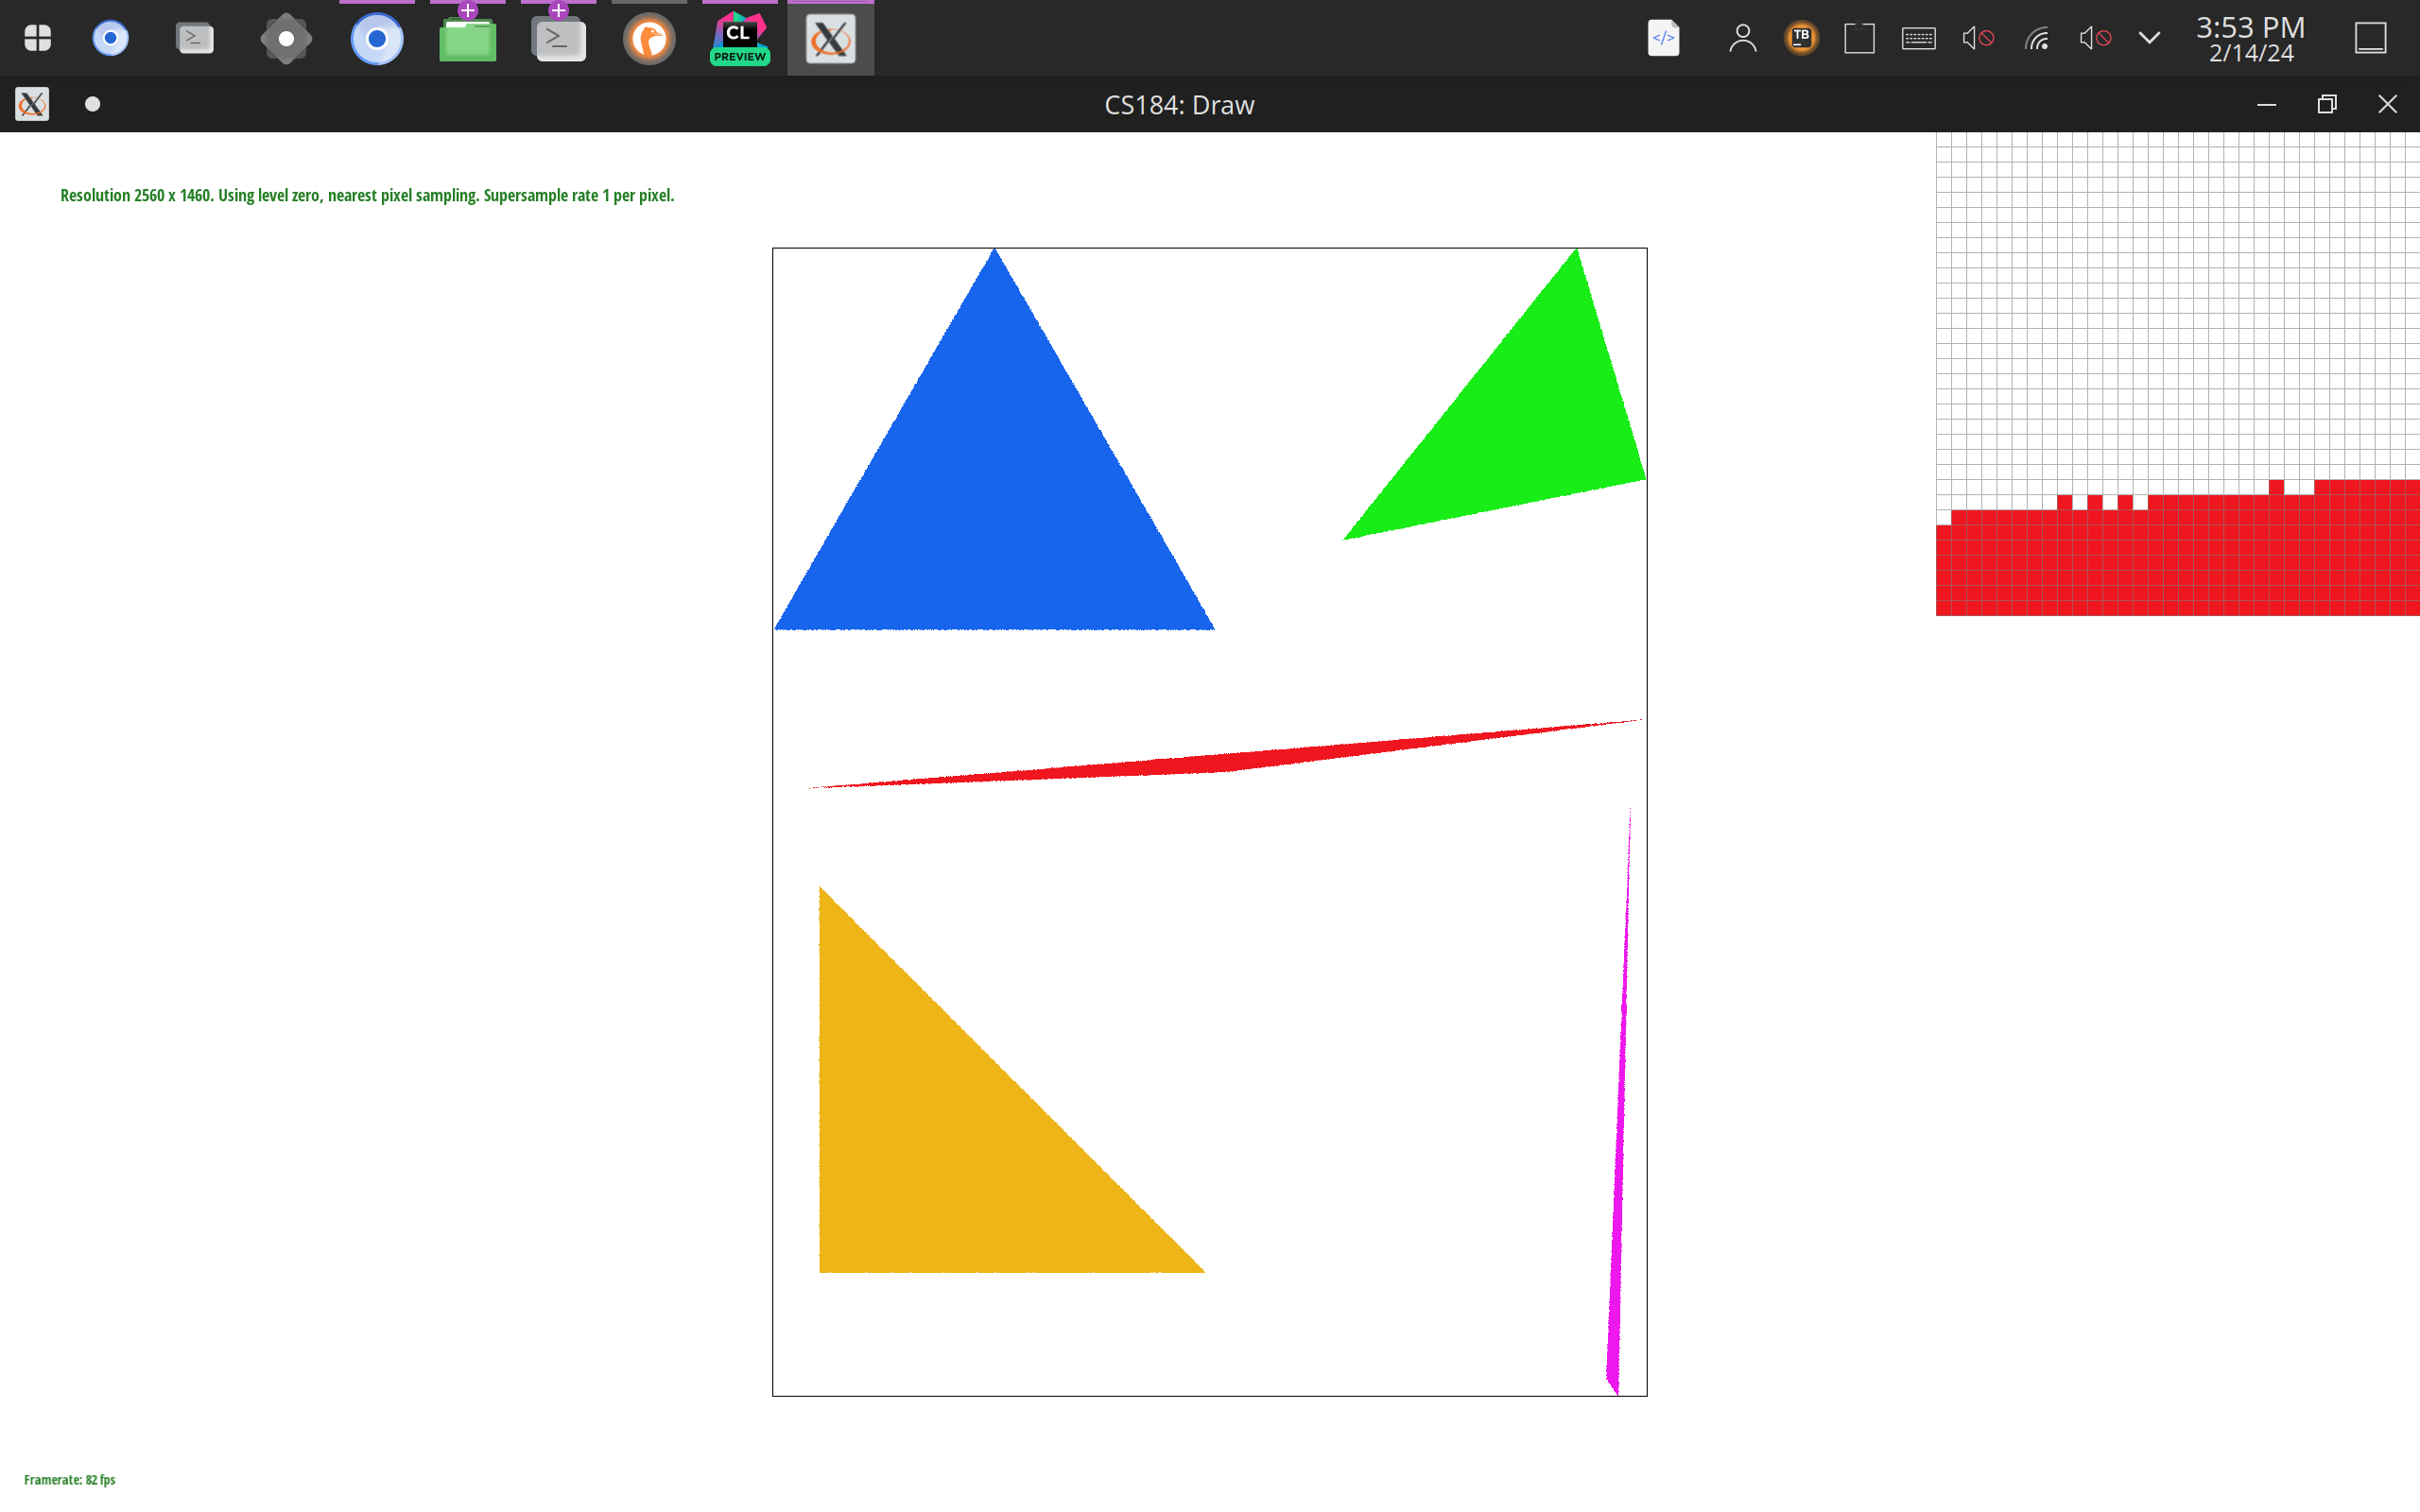 CL
PREVIEW
</>
TB
3:53 PM
2/14/24
CS184: Draw
Resolution 2560 x 1460. Using level zero, nearest pixel sampling. Supersample rate 1 per pixel.
Framerate: 82 fps